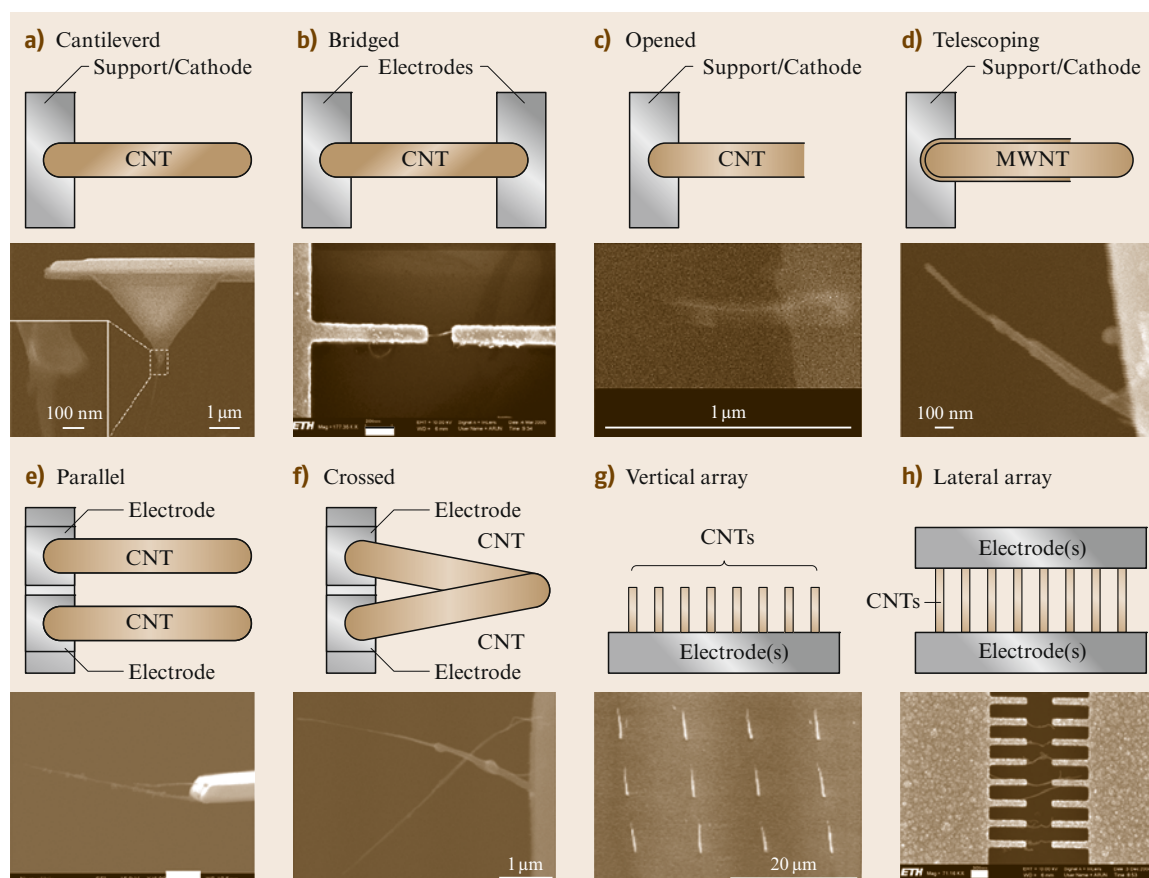 a) Cantileverd
Support/Cathode
CNT
100 nm
1 µm
b) Bridged
Electrodes
CNT
ETH
c) Opened
Support/Cathode
CNT
1 µm
d) Telescoping
Support/Cathode
MWNT
100 nm
e) Parallel
Electrode
CNT
CNT
Electrode
f) Crossed
Electrode
CNT
CNT
Electrode
1 µm
g) Vertical array
CNTs
Electrode(s)
20 µm
h) Lateral array
Electrode(s)
CNTs
Electrode(s)
ETH